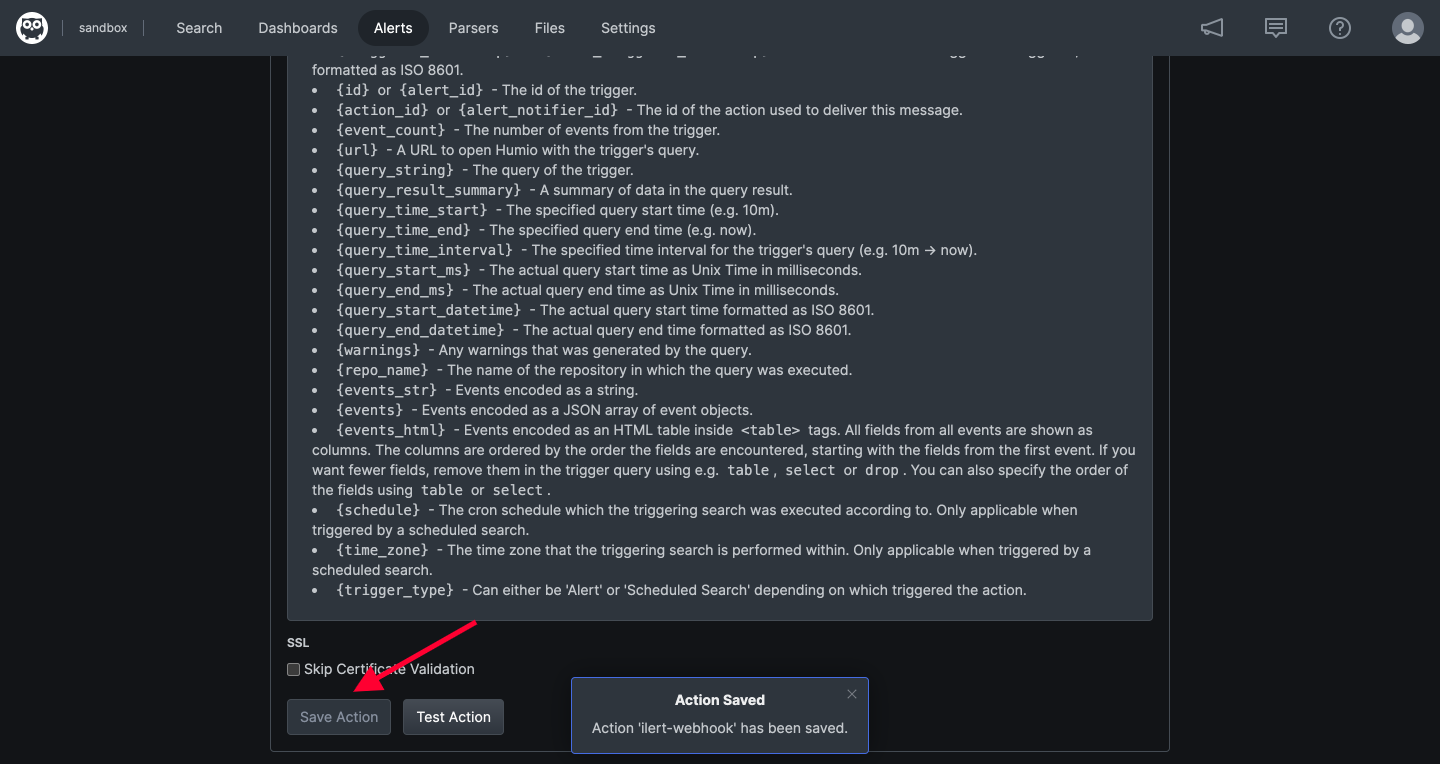 sandbox
Search
Dashboards
Alerts
Parsers
Files
Settings
formatted as ISO 8601.
• {id} or {alert_id} - The id of the trigger.
• {action_id} or {alert_notifier_id} - The id of the action used to deliver this message.
• {event_count} - The number of events from the trigger.
• {url} - A URL to open Humio with the trigger's query.
• {query_string} - The query of the trigger.
• {query_result_summary} - A summary of data in the query result.
• {query_time_start} - The specified query start time (e.g. 10m).
• {query_time_end} - The specified query end time (e.g. now).
• {query_time_interval} - The specified time interval for the trigger's query (e.g. 10m -> now).
• {query_start_ms} - The actual query start time as Unix Time in milliseconds.
• {query_end_ms} - The actual query end time as Unix Time in milliseconds.
• {query_start_datetime} - The actual query start time formatted as ISO 8601.
• {query_end_datetime} - The actual query end time formatted as ISO 8601.
• {warnings} - Any warnings that was generated by the query.
• {repo_name} - The name of the repository in which the query was executed.
• {events_str} - Events encoded as a string.
• {events} - Events encoded as a JSON array of event objects.
• {events_html} - Events encoded as an HTML table inside <table> tags. All fields from all events are shown as
columns. The columns are ordered by the order the fields are encountered, starting with the fields from the first event. If you
want fewer fields, remove them in the trigger query using e.g. table, select or drop. You can also specify the order of
the fields using table or select.
• {schedule} - The cron schedule which the triggering search was executed according to. Only applicable when
triggered by a scheduled search.
• {time_zone} - The time zone that the triggering search is performed within. Only applicable when triggered by a
scheduled search.
• {trigger_type} - Can either be 'Alert' or 'Scheduled Search' depending on which triggered the action.
SSL
Skip Certificate Validation
Save Action
Test Action
Action Saved
Action 'ilert-webhook' has been saved.